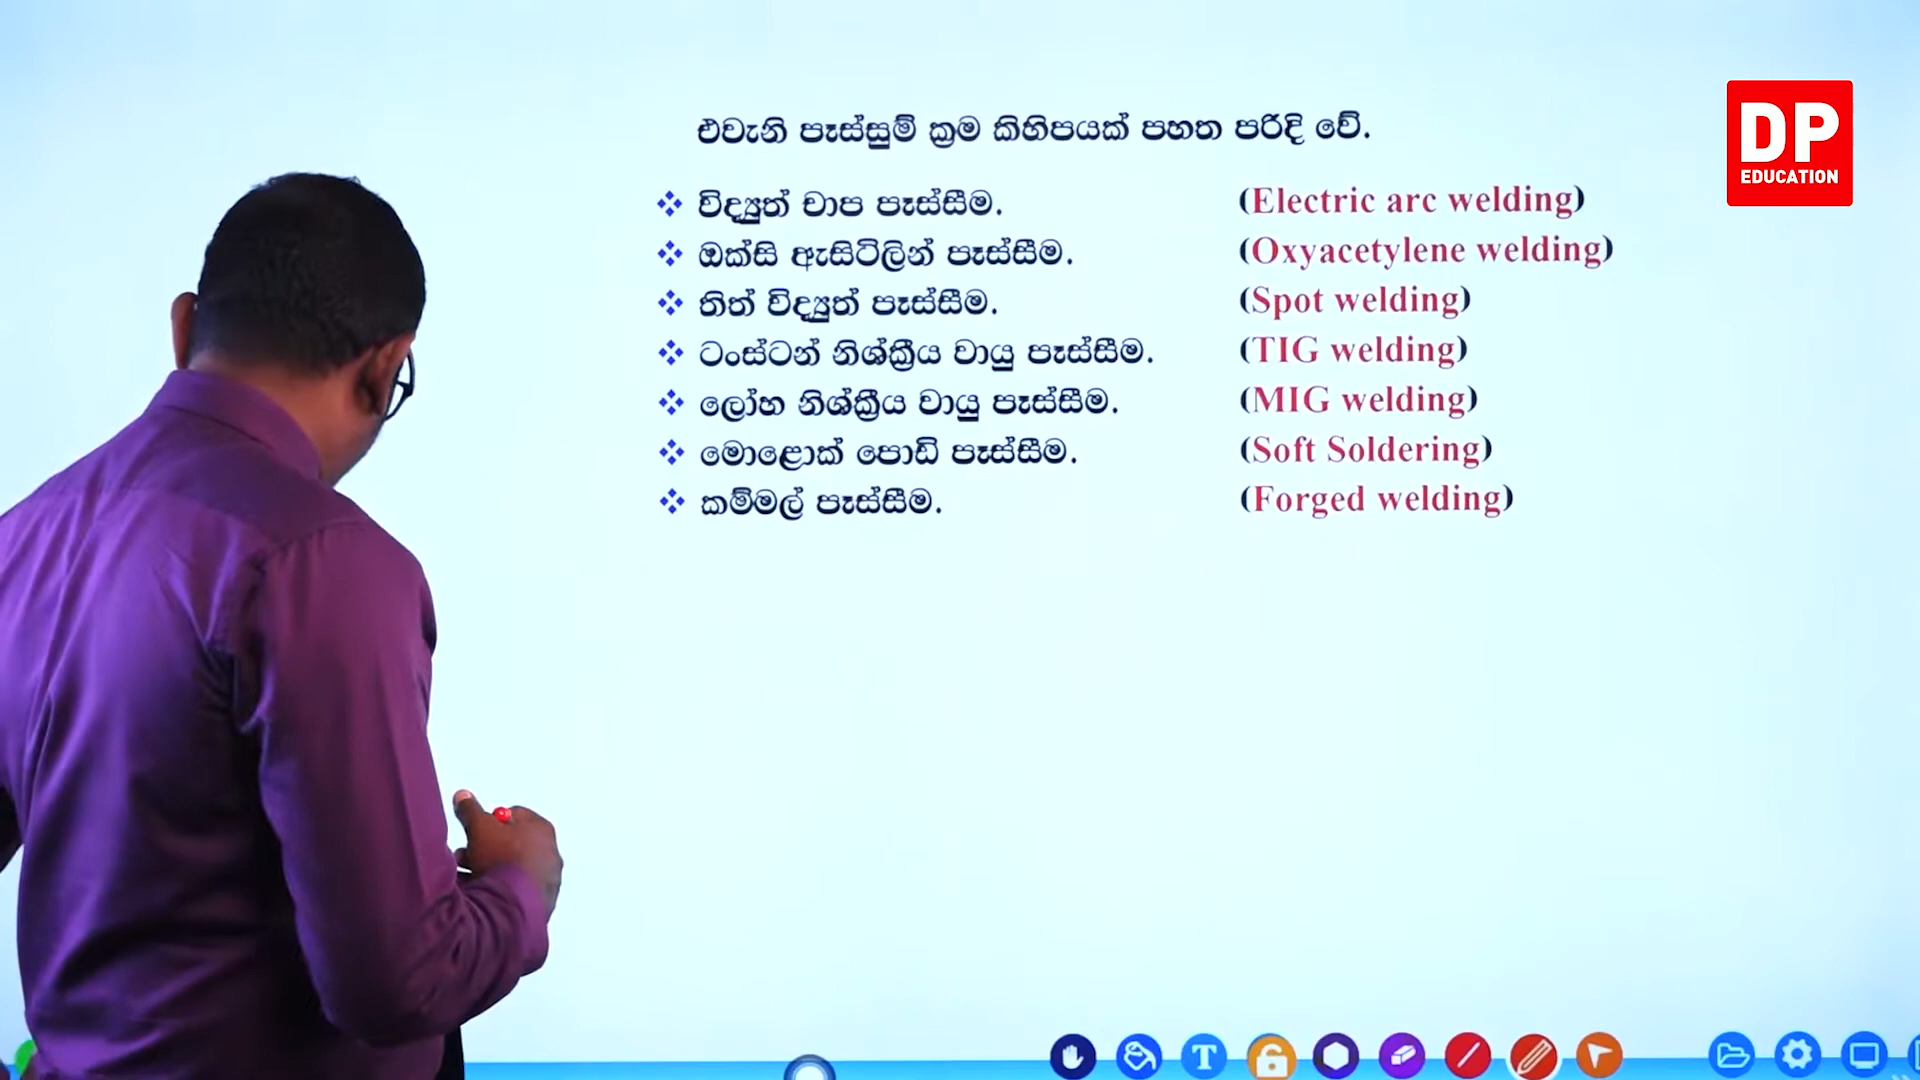 DP
EDUCATION
එවැනි පෑස්සුම් ක්‍රම කිහිපයක් පහත පරිදි වේ.
❖ විද්‍යුත් චාප පෑස්සීම. (Electric arc welding)
❖ ඔක්සි ඇසිටිලින් පෑස්සීම. (Oxyacetylene welding)
❖ තිත් විද්‍යුත් පෑස්සීම. (Spot welding)
❖ ටංස්ටන් නිශ්ක්‍රීය වායු පෑස්සීම. (TIG welding)
❖ ලෝහ නිශ්ක්‍රීය වායු පෑස්සීම. (MIG welding)
❖ මොළොක් පොඩි පෑස්සීම. (Soft Soldering)
❖ කම්මල් පෑස්සීම. (Forged welding)
T